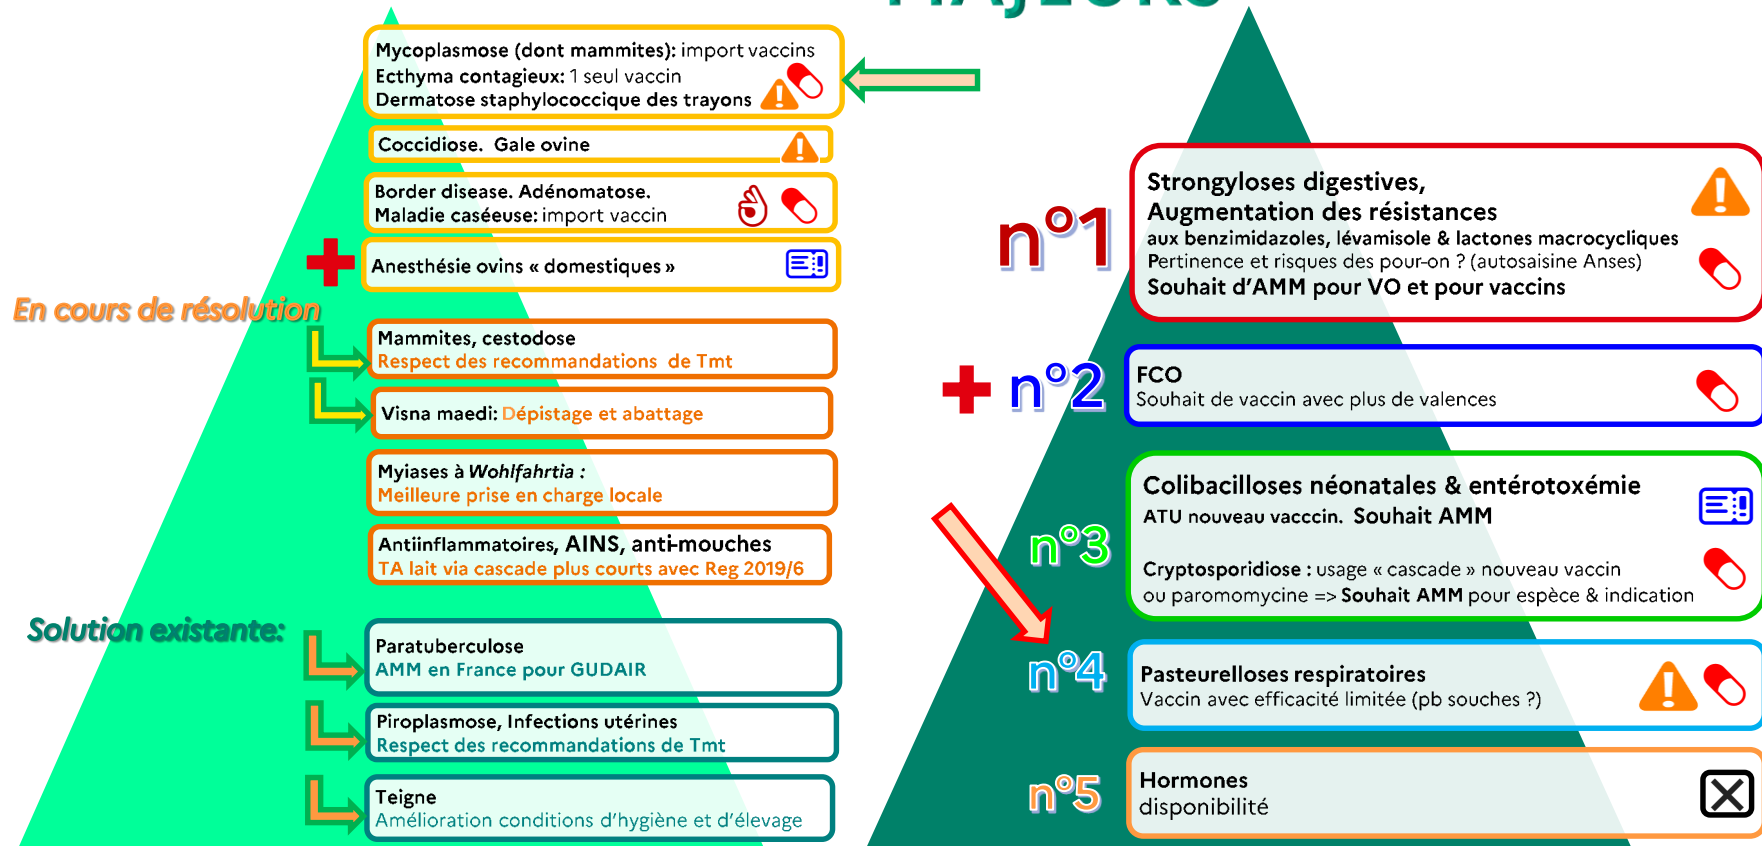 MAJEURS
Mycoplasmose (dont mammites): import vaccins
Ecthyma contagieux: 1 seul vaccin
Dermatose staphylococcique des trayons
Coccidiose. Gale ovine
Border disease. Adénomatose.
Maladie caséeuse: import vaccin
Anesthésie ovins « domestiques »
En cours de résolution
Mammites, cestodose
Respect des recommandations de Tmt
Visna maedi: Dépistage et abattage
Myiases à Wohlfahrtia :
Meilleure prise en charge locale
Antiinflammatoires, AINS, anti-mouches
TA lait via cascade plus courts avec Reg 2019/6
Solution existante:
Paratuberculose
AMM en France pour GUDAIR
Piroplasmose, Infections utérines
Respect des recommandations de Tmt
Teigne
Amélioration conditions d'hygiène et d'élevage
n°1
Strongyloses digestives,
Augmentation des résistances
aux benzimidazoles, lévamisole & lactones macrocycliques
Pertinence et risques des pour-on ? (autosaisine Anses)
Souhait d'AMM pour VO et pour vaccins
n°2
FCO
Souhait de vaccin avec plus de valences
n°3
Colibacilloses néonatales & entérotoxémie
ATU nouveau vacccin. Souhait AMM
Cryptosporidiose : usage « cascade » nouveau vaccin
ou paromomycine => Souhait AMM pour espèce & indication
n°4
Pasteurelloses respiratoires
Vaccin avec efficacité limitée (pb souches ?)
n°5
Hormones
disponibilité